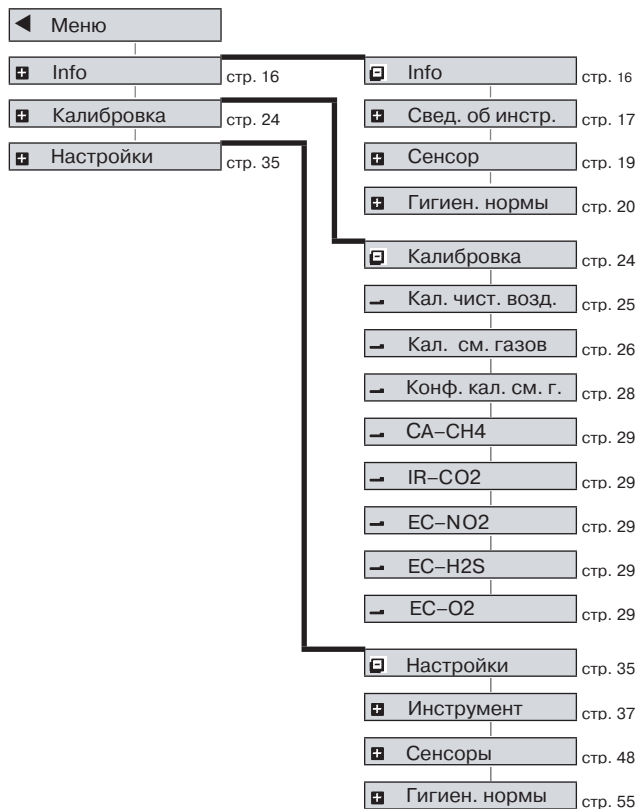 Меню
Info стр. 16
Калибровка стр. 24
Настройки стр. 35
Info стр. 16
Свед. об инстр. стр. 17
Сенсор стр. 19
Гигиен. нормы стр. 20
Калибровка стр. 24
Кал. чист. возд. стр. 25
Кал. см. газов стр. 26
Конф. кал. см. г. стр. 28
CA–CH4 стр. 29
IR–CO2 стр. 29
EC–NO2 стр. 29
EC–H2S стр. 29
EC–O2 стр. 29
Настройки стр. 35
Инструмент стр. 37
Сенсоры стр. 48
Гигиен. нормы стр. 55